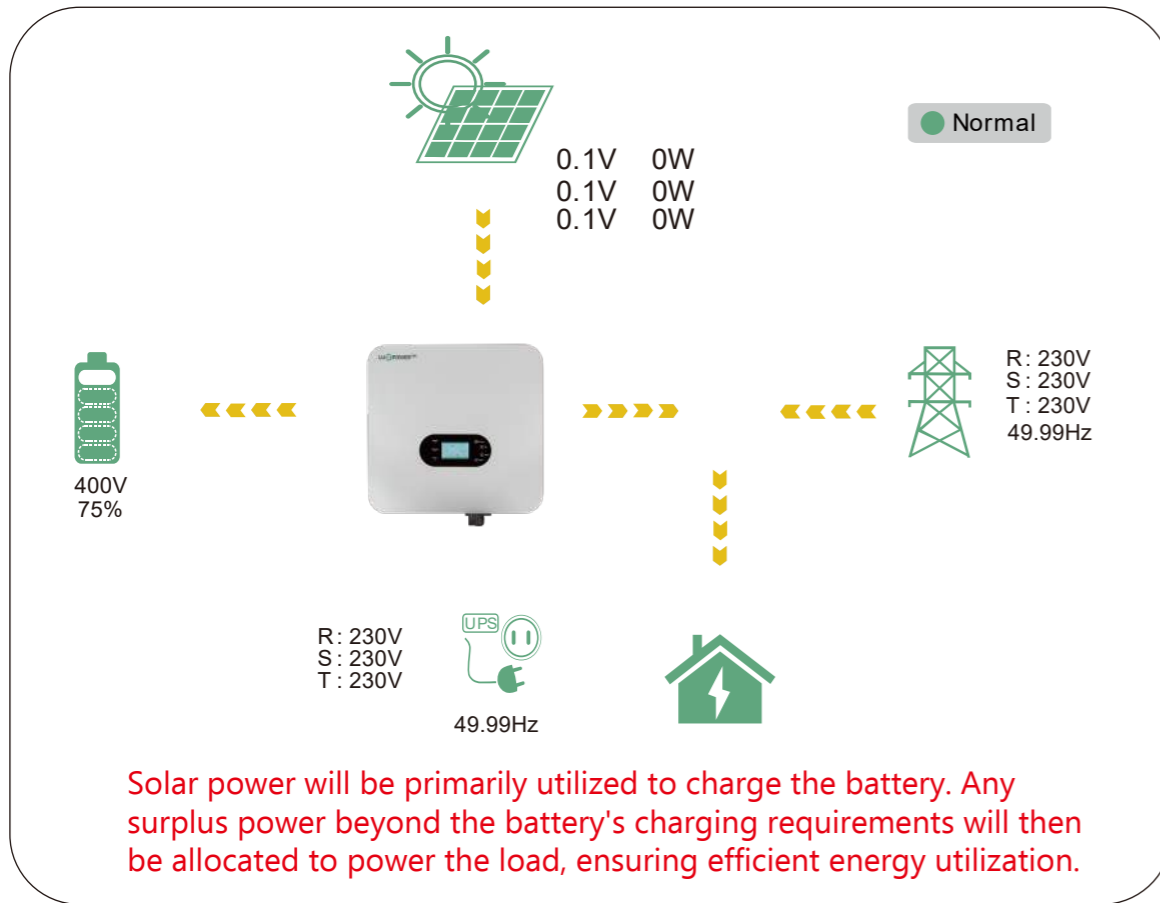 Normal
0.1V 0W
0.1V 0W
0.1V 0W
R: 230V
S: 230V
T: 230V
49.99Hz
400V
75%
UPS
R: 230V
S: 230V
T: 230V
49.99Hz
Solar power will be primarily utilized to charge the battery. Any
surplus power beyond the battery's charging requirements will then
be allocated to power the load, ensuring efficient energy utilization.